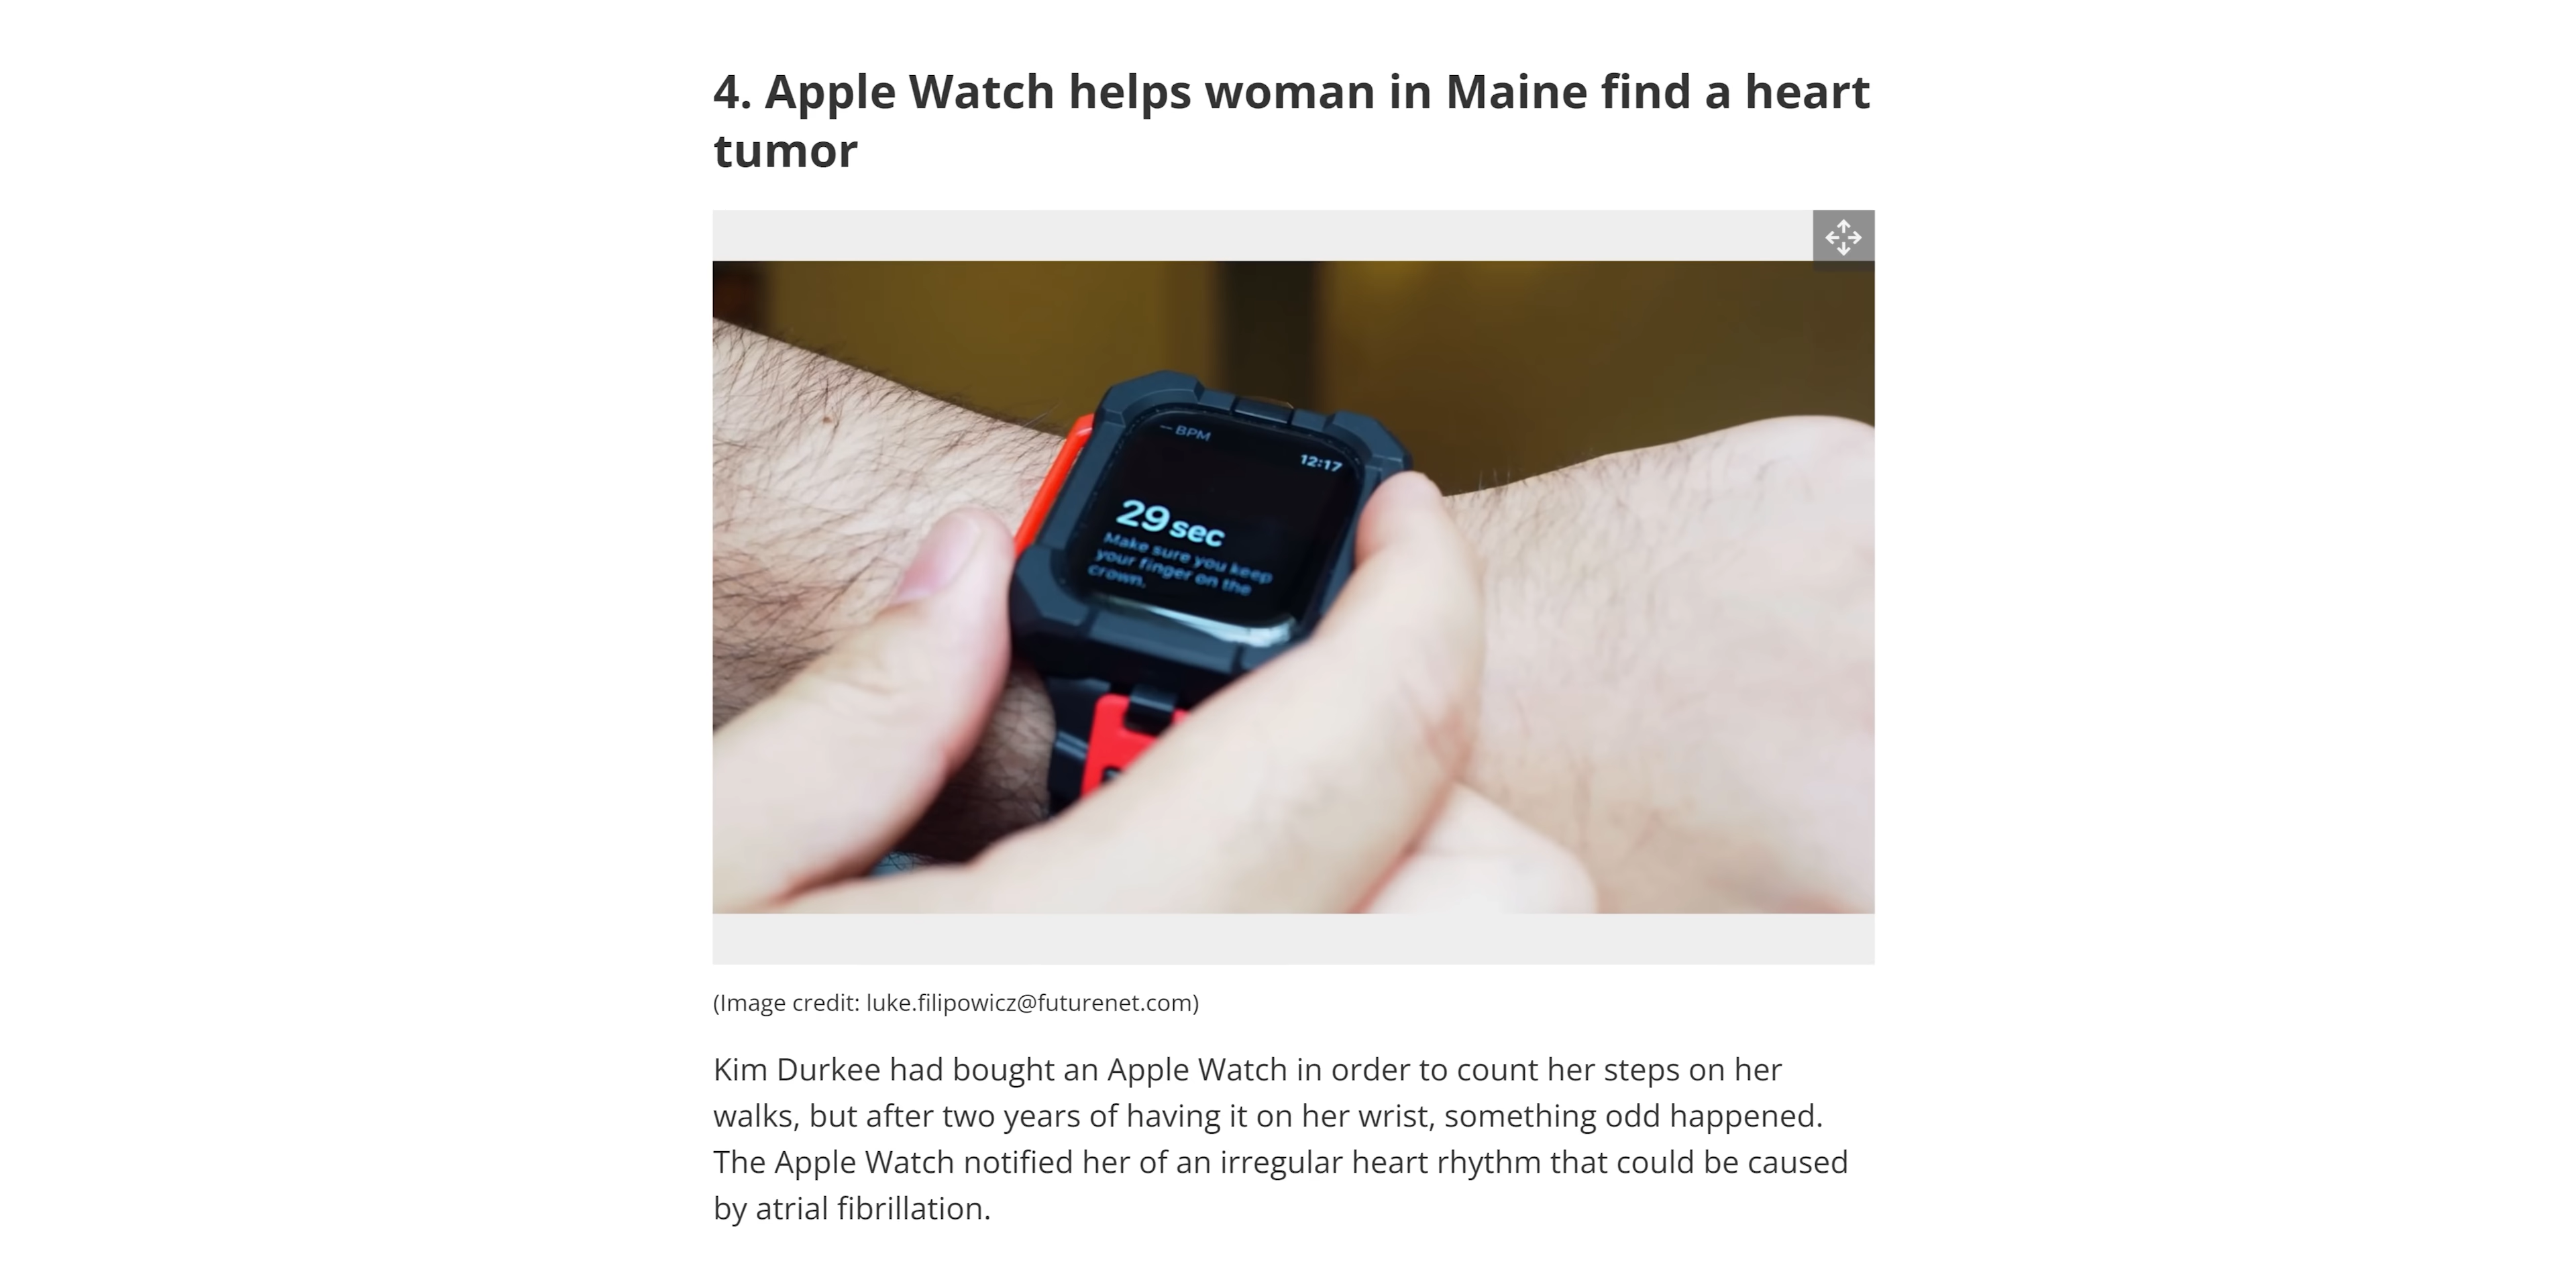 4. Apple Watch helps woman in Maine find a heart
tumor
-- BPM
12:17
29 sec
Make sure you keep
your finger on the
crown.
(Image credit: luke.filipowicz@futurenet.com)
Kim Durkee had bought an Apple Watch in order to count her steps on her
walks, but after two years of having it on her wrist, something odd happened.
The Apple Watch notified her of an irregular heart rhythm that could be caused
by atrial fibrillation.